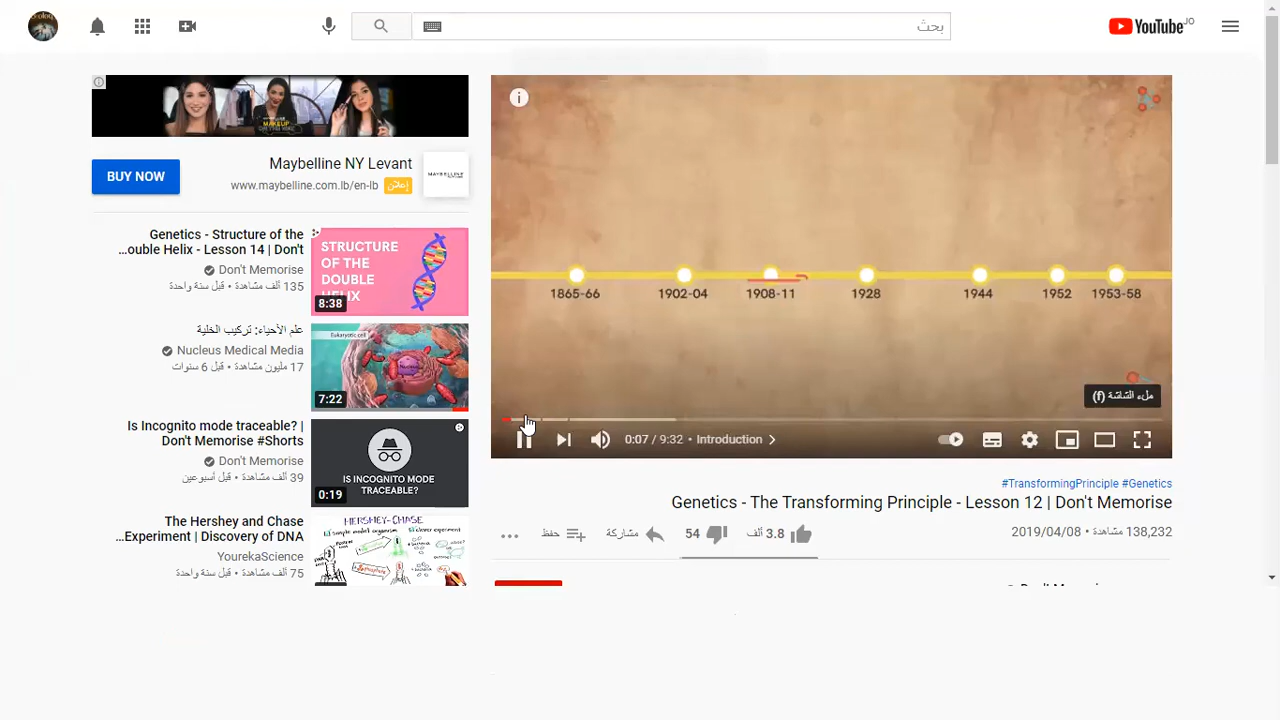 بحث
YouTube JO
Maybelline NY Levant
www.maybelline.com.lb/en-lb
إعلان
BUY NOW
Genetics - Structure of the
...ouble Helix - Lesson 14 | Don't
Don't Memorise
135 ألف مشاهدة • قبل سنة واحدة
STRUCTURE
OF THE
DOUBLE
HELIX
8:38
علم الأحياء: تركيب الخلية
Nucleus Medical Media
17 مليون مشاهدة • قبل 6 سنوات
Eukaryotic cell
7:22
Is Incognito mode traceable? |
Don't Memorise #Shorts
Don't Memorise
39 ألف مشاهدة • قبل أسبوعين
IS INCOGNITO MODE
TRACEABLE?
0:19
The Hershey and Chase
...Experiment | Discovery of DNA
YourekaScience
75 ألف مشاهدة • قبل سنة واحدة
HERSHEY-CHASE
1865-66
1902-04
1908-11
1928
1944
1952
1953-58
ملء الشاشة (f)
0:07 / 9:32 • Introduction
#TransformingPrinciple #Genetics
Genetics - The Transforming Principle - Lesson 12 | Don't Memorise
138,232 مشاهدة • 2019/04/08
3.8 ألف
54
مشاركة
حفظ